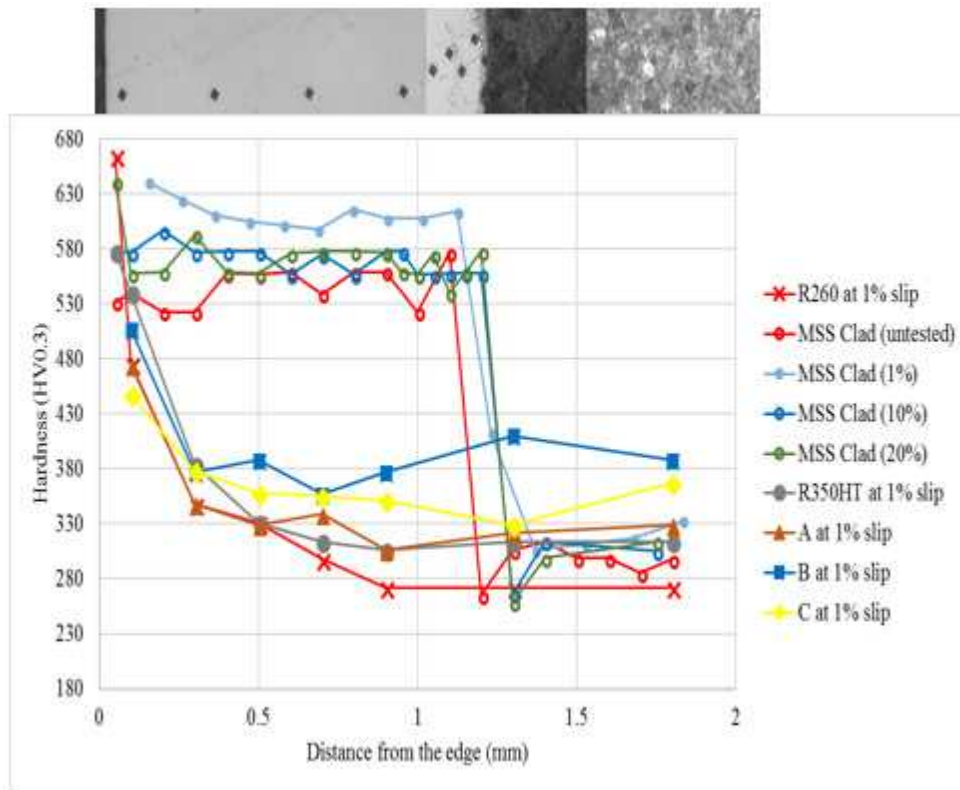 680
630
580
530
480
430
380
330
280
230
180
Hardness (HV0.3)
0 0.5 1 1.5 2
Distance from the edge (mm)
R260 at 1% slip
MSS Clad (untested)
MSS Clad (1%)
MSS Clad (10%)
MSS Clad (20%)
R350HT at 1% slip
A at 1% slip
B at 1% slip
C at 1% slip